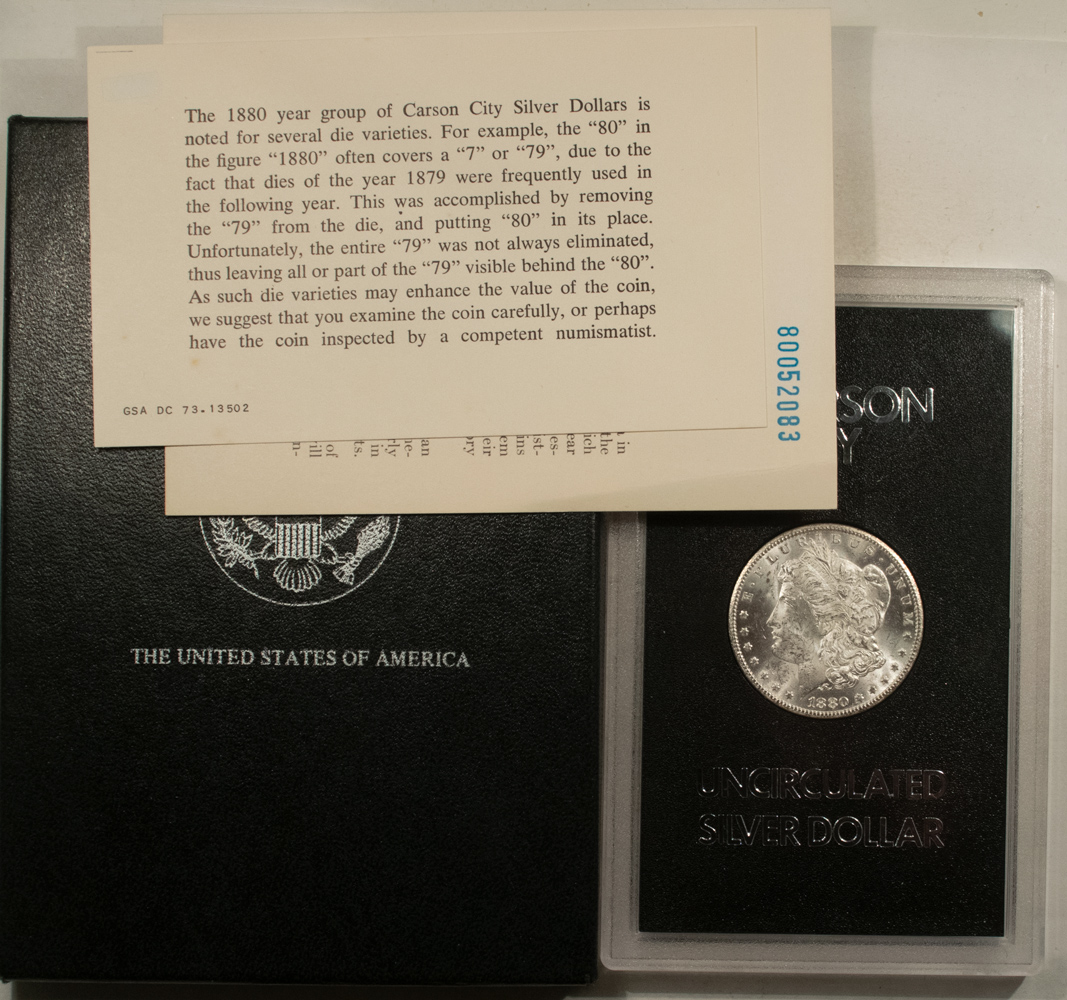 The 1880 year group of Carson City Silver Dollars is
noted for several die varieties. For example, the “80” in
the figure “1880” often covers a “7” or “79”, due to the
fact that dies of the year 1879 were frequently used in
the following year. This was accomplished by removing
the “79” from the die, and putting “80” in its place.
Unfortunately, the entire “79” was not always eliminated,
thus leaving all or part of the “79” visible behind the “80”.
As such die varieties may enhance the value of the coin,
we suggest that you examine the coin carefully, or perhaps
have the coin inspected by a competent numismatist.
GSA DC 73-13502
80052083
THE UNITED STATES OF AMERICA
RSON
Y
E · PLURIBUS · UNUM
1880
UNCIRCULATED
SILVER DOLLAR